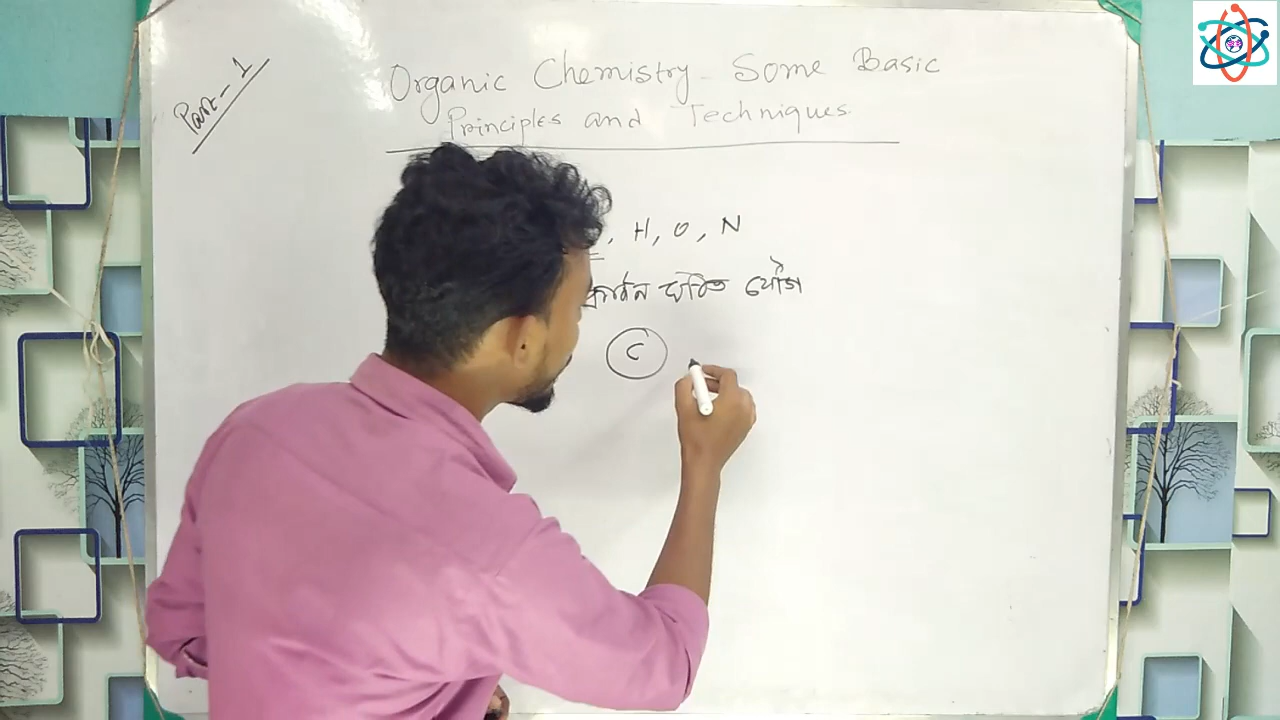 Part-1
Organic Chemistry- Some Basic
Principles and Techniques.
, H, O, N
কার্বন ঘটিত যৌগ
C